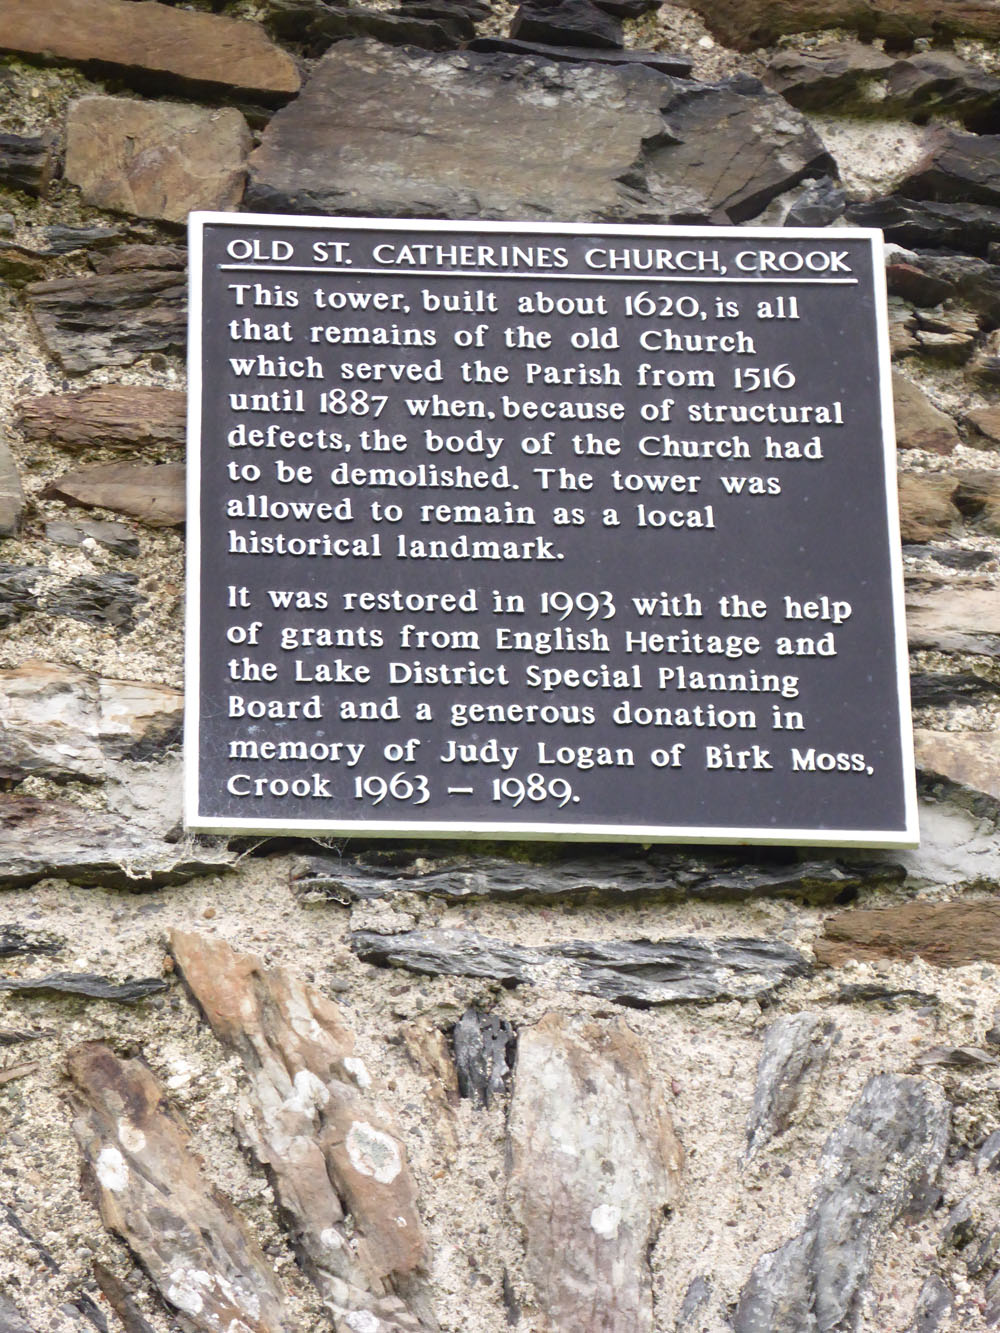 OLD ST. CATHERINES CHURCH, CROOK
This tower, built about 1620, is all
that remains of the old Church
which served the Parish from 1516
until 1887 when, because of structural
defects, the body of the Church had
to be demolished. The tower was
allowed to remain as a local
historical landmark.
It was restored in 1993 with the help
of grants from English Heritage and
the Lake District Special Planning
Board and a generous donation in
memory of Judy Logan of Birk Moss,
Crook 1963 – 1989.